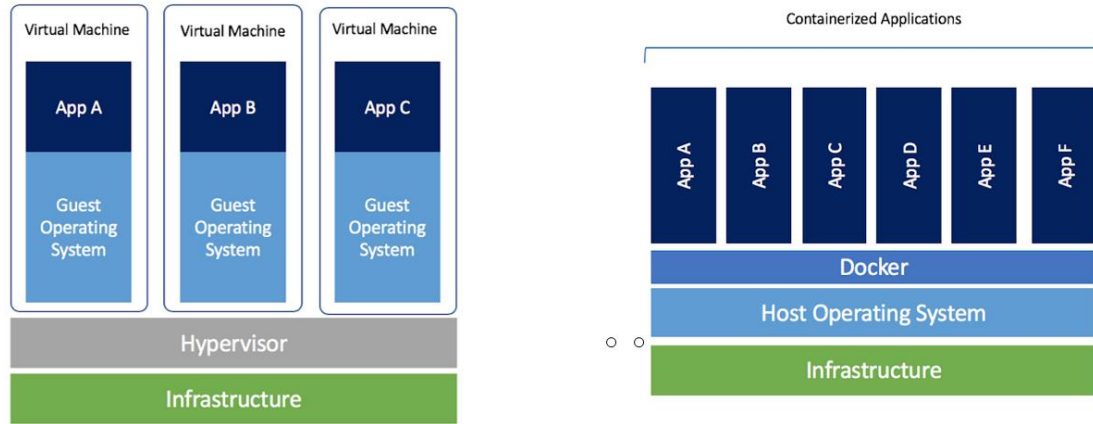 Virtual Machine
App A
Guest
Operating
System
Virtual Machine
App B
Guest
Operating
System
Virtual Machine
App C
Guest
Operating
System
Hypervisor
Infrastructure
Containerized Applications
App A
App B
App C
App D
App E
App F
Docker
Host Operating System
Infrastructure